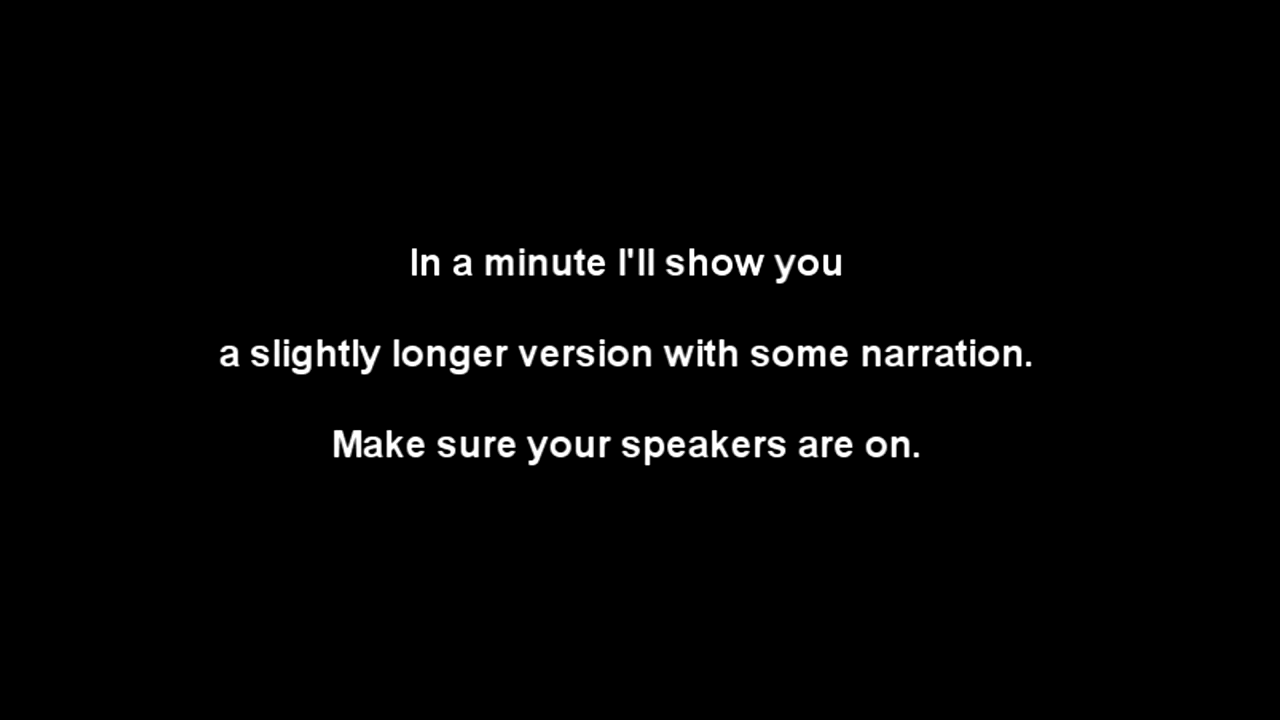 In a minute I'll show you
a slightly longer version with some narration.
Make sure your speakers are on.